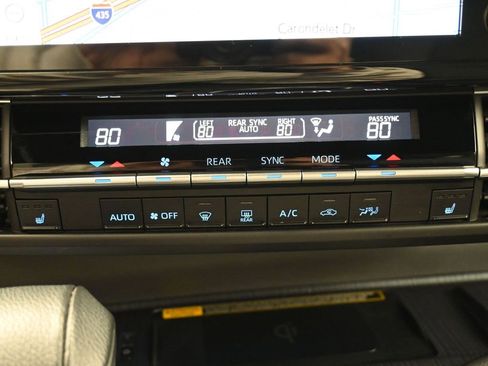 435
Carondelet Dr
LEFT REAR SYNC RIGHT PASS SYNC
80 80 AUTO 80 80
REAR SYNC MODE
AUTO OFF REAR A/C